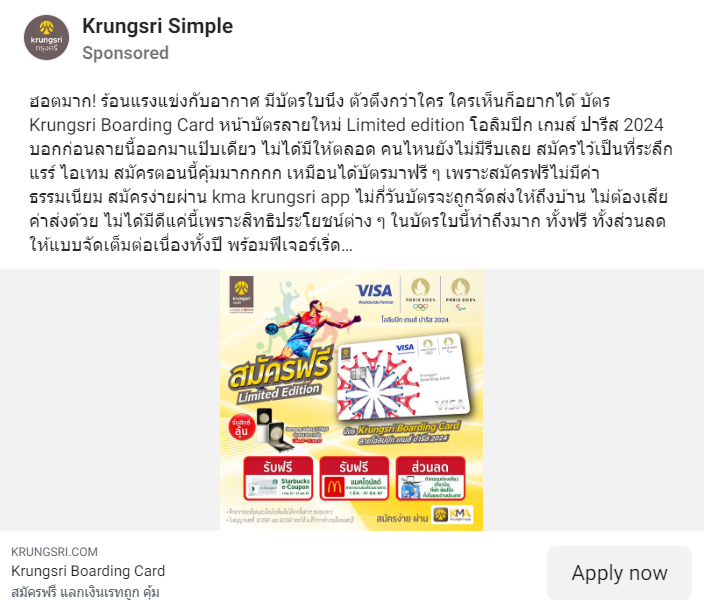 Krungsri Simple
Sponsored
krungsri
กรุงศรี
ฮอตมาก! ร้อนแรงแข่งกับอากาศ มีบัตรใบนึง ตัวตึงกว่าใคร ใครเห็นก็อยากได้ บัตร
Krungsri Boarding Card หน้าบัตรลายใหม่ Limited edition โอลิมปิก เกมส์ ปารีส 2024
บอกก่อนลายนี้ออกมาแป๊บเดียว ไม่ได้มีให้ตลอด คนไหนยังไม่มีรีบเลย สมัครไว้เป็นที่ระลึก
แรร์ ไอเทม สมัครตอนนี้คุ้มมากกกก เหมือนได้บัตรมาฟรี ๆ เพราะสมัครฟรีไม่มีค่า
ธรรมเนียม สมัครง่ายผ่าน kma krungsri app ไม่กี่วันบัตรจะถูกจัดส่งให้ถึงบ้าน ไม่ต้องเสีย
ค่าส่งด้วย ไม่ได้มีดีแค่นี้เพราะสิทธิประโยชน์ต่าง ๆ ในบัตรใบนี้ทำถึงมาก ทั้งฟรี ทั้งส่วนลด
ให้แบบจัดเต็มต่อเนื่องทั้งปี พร้อมฟีเจอร์เริ่ด...
krungsri
VISA
Worldwide Partner
PARIS 2024
PARIS 2024
โอลิมปิก เกมส์ ปารีส 2024
สมัครฟรี
Limited Edition
VISA
Krungsri
Boarding Card
VISA
บัตร Krungsri Boarding Card
ลายโอลิมปิก เกมส์ ปารีส 2024
รับสิทธิ์
ลุ้น
รับฟรี
Starbucks
e-Coupon
รับฟรี
แมคโดนัลด์
ส่วนลด
สมัครง่าย ผ่าน
KMA
KRUNGSRI.COM
Krungsri Boarding Card
สมัครฟรี แลกเงินเรทถูก คุ้ม
Apply now